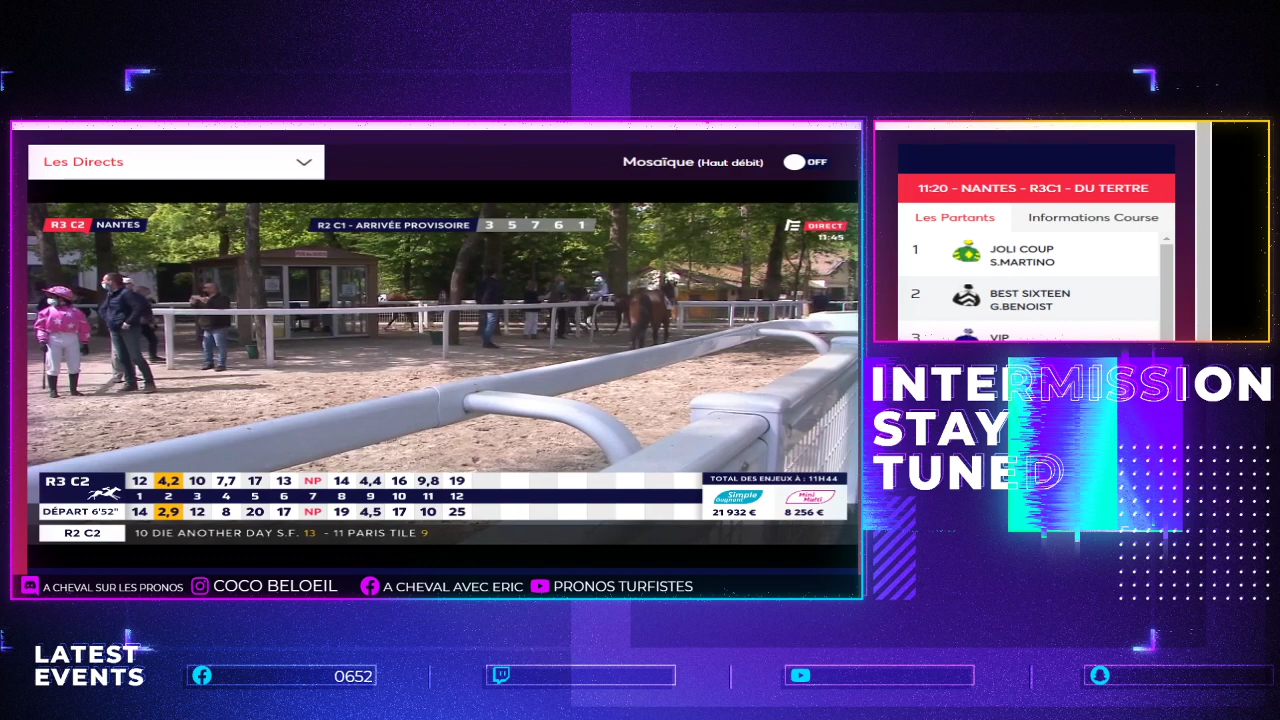 Les Directs
Mosaïque (Haut débit) OFF
R3 C2 NANTES
R2 C1 - ARRIVÉE PROVISOIRE 3 5 7 6 1
DIRECT
11:45
R3 C2 12 4,2 10 7,7 17 13 NP 14 4,4 16 9,8 19
1 2 3 4 5 6 7 8 9 10 11 12
DÉPART 6'52" 14 2,9 12 8 20 17 NP 19 4,5 17 10 25
TOTAL DES ENJEUX À : 11H44
Simple Gagnant
Mini Multi
21 932 € 8 256 €
R2 C2 10 DIE ANOTHER DAY S.F. 13 - 11 PARIS TILE 9
A CHEVAL SUR LES PRONOS COCO BELOEIL A CHEVAL AVEC ERIC PRONOS TURFISTES
11:20 - NANTES - R3C1 - DU TERTRE
Les Partants Informations Course
1 JOLI COUP
S.MARTINO
2 BEST SIXTEEN
G.BENOIST
3 VIP
INTERMISSION
STAY
TUNED
LATEST
EVENTS
0652